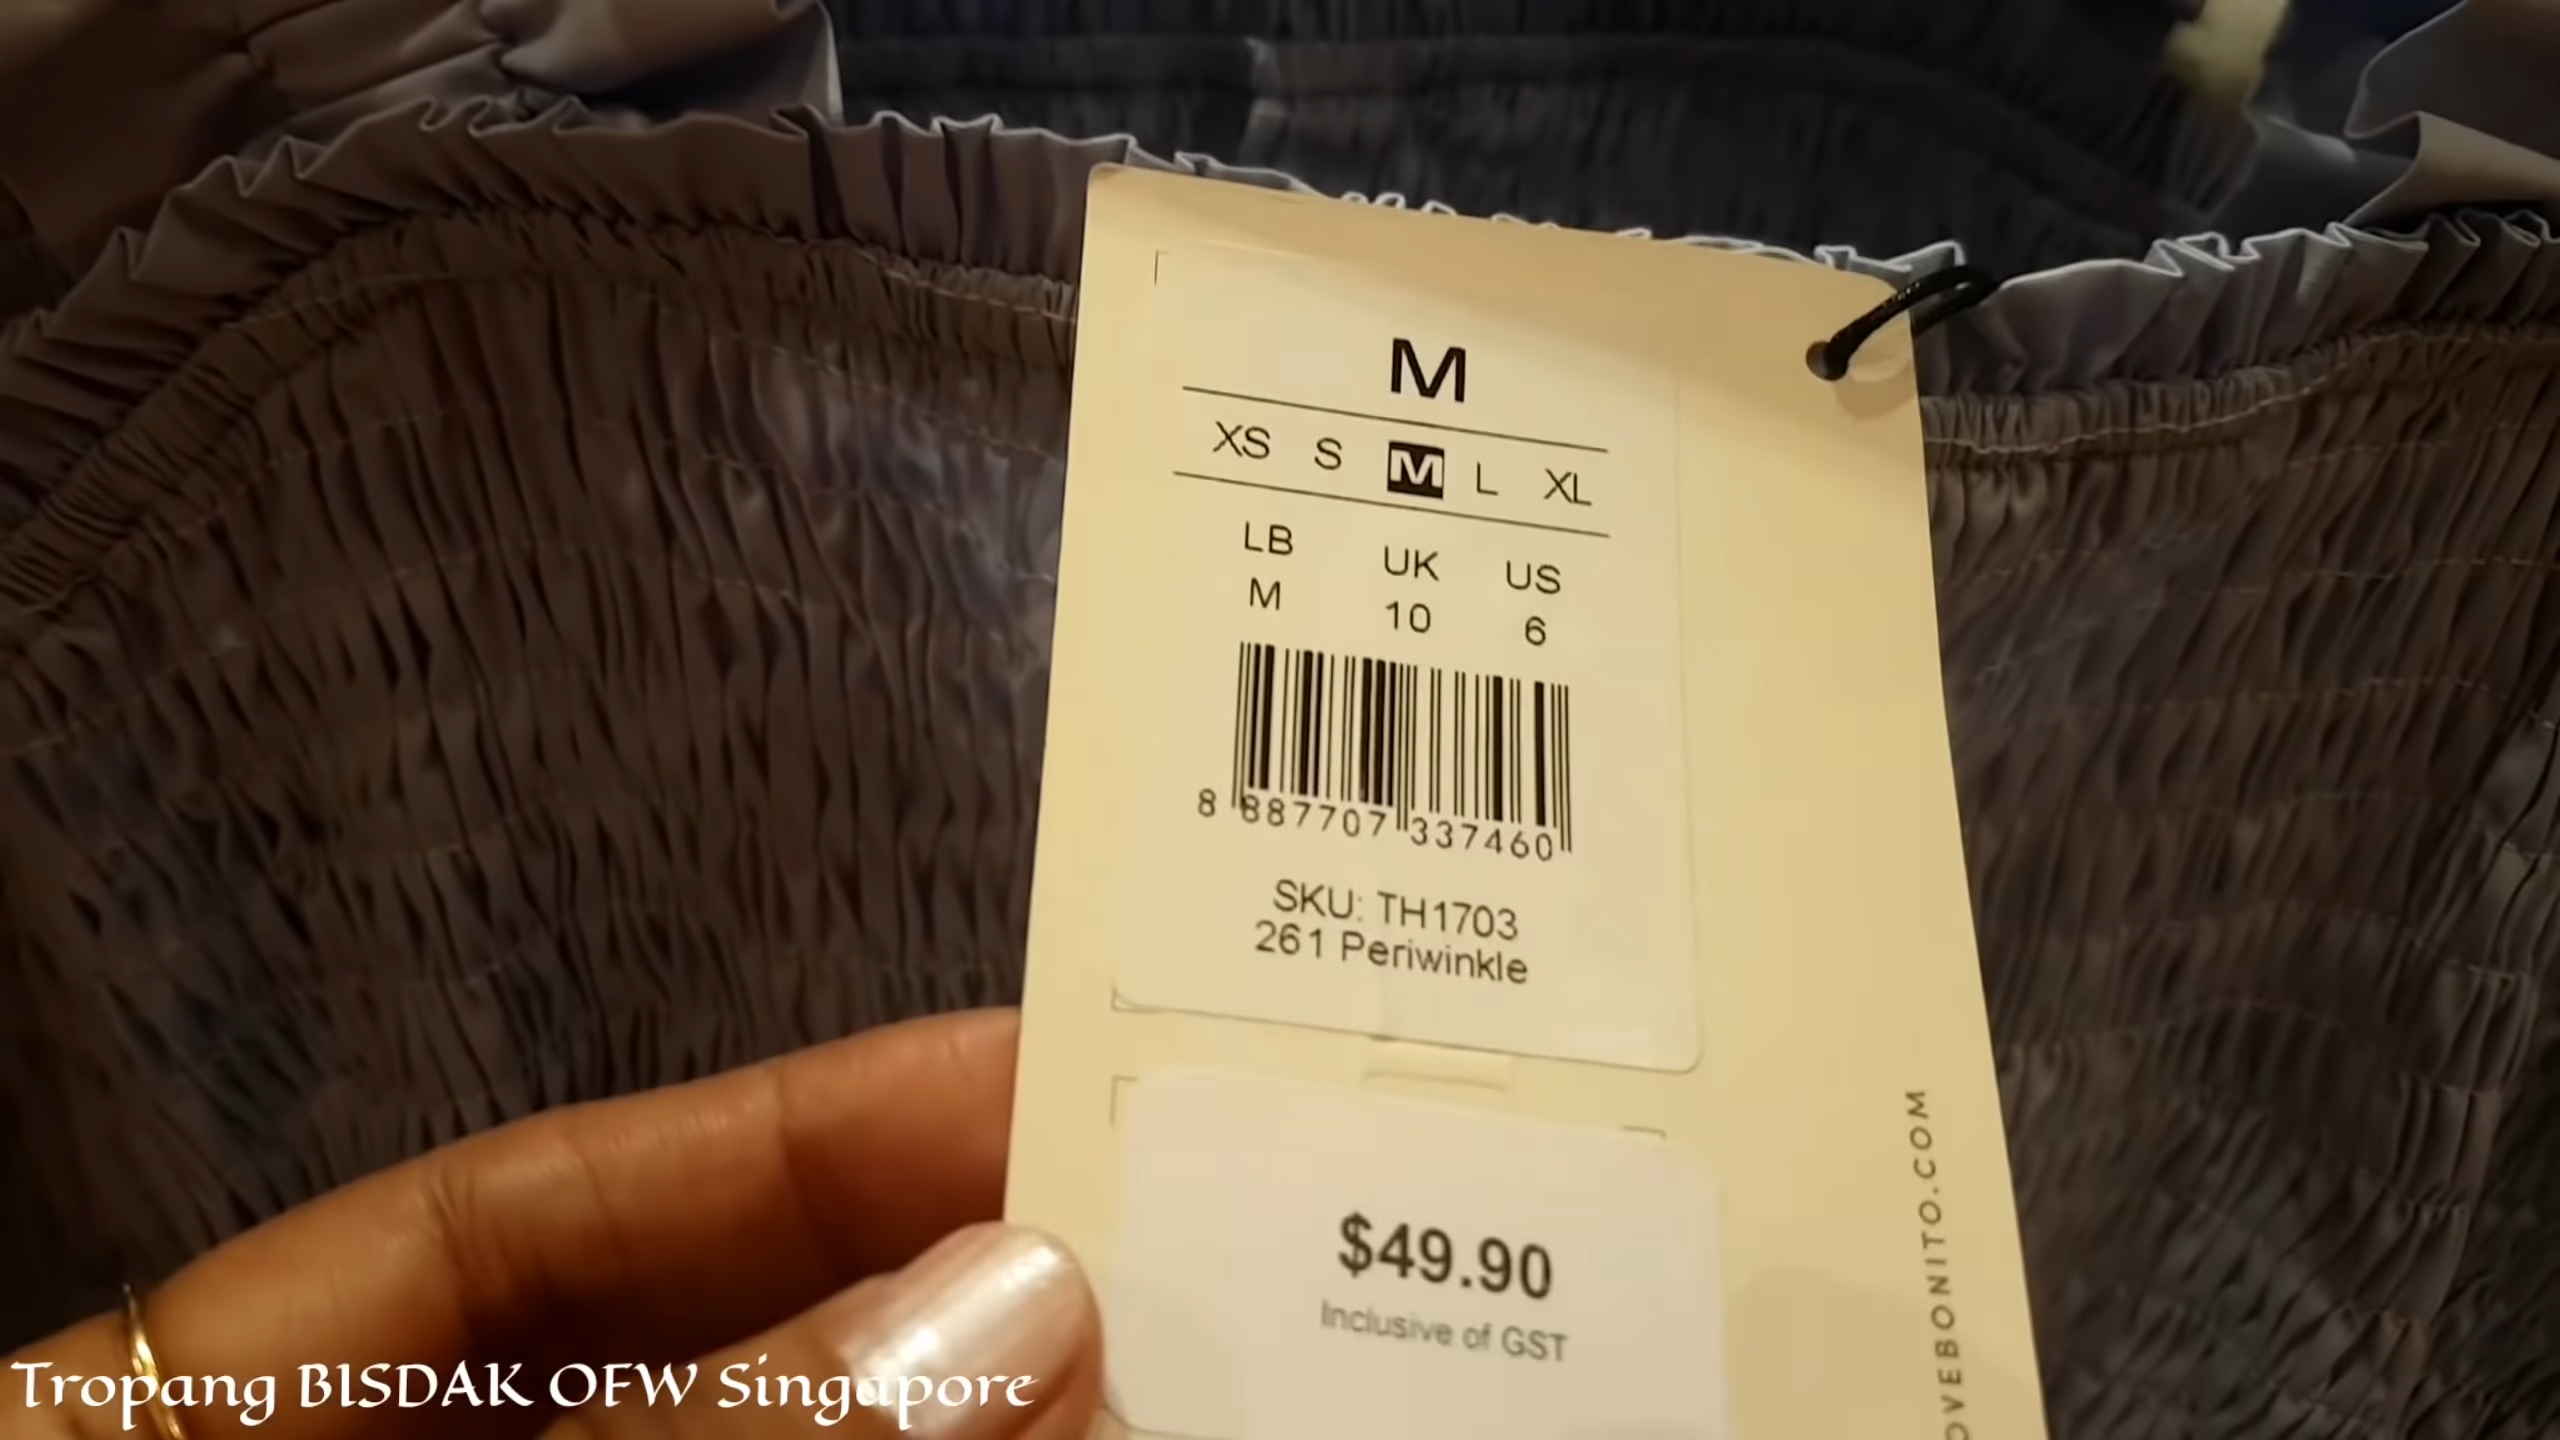 M
XS S M L XL
LB UK US
M 10 6
8 887707 337460
SKU: TH1703
261 Periwinkle
$49.90
Inclusive of GST
OVEBONITO.COM
Tropang BISDAK OFW Singapore